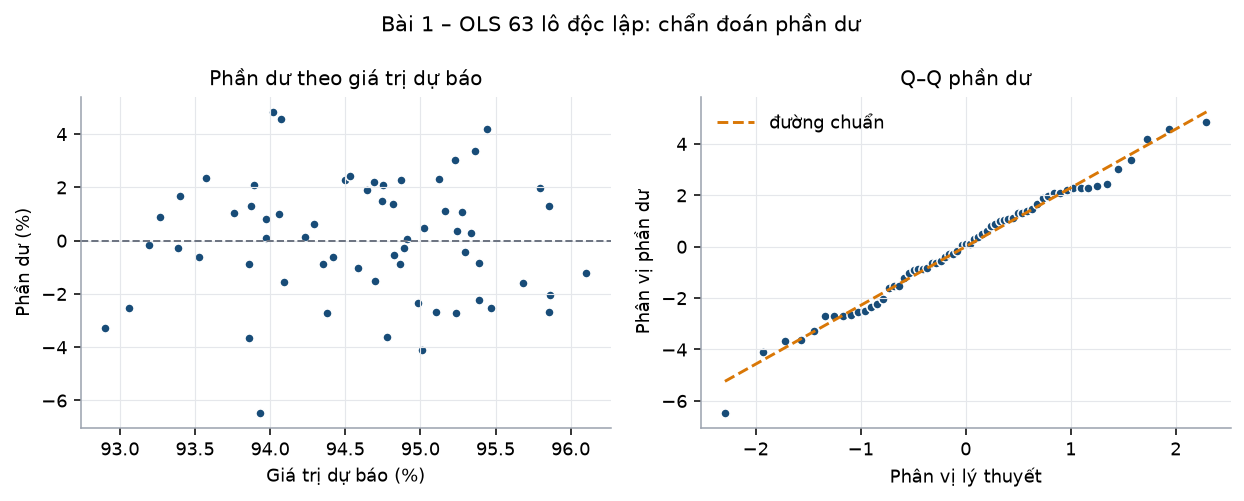 Bài 1 – OLS 63 lô độc lập: chẩn đoán phần dư
Phần dư theo giá trị dự báo
Phần dư (%)
4
2
0
−2
−4
−6
93.0 93.5 94.0 94.5 95.0 95.5 96.0
Giá trị dự báo (%)
Q–Q phần dư
đường chuẩn
Phân vị phần dư
4
2
0
−2
−4
−6
−2 −1 0 1 2
Phân vị lý thuyết